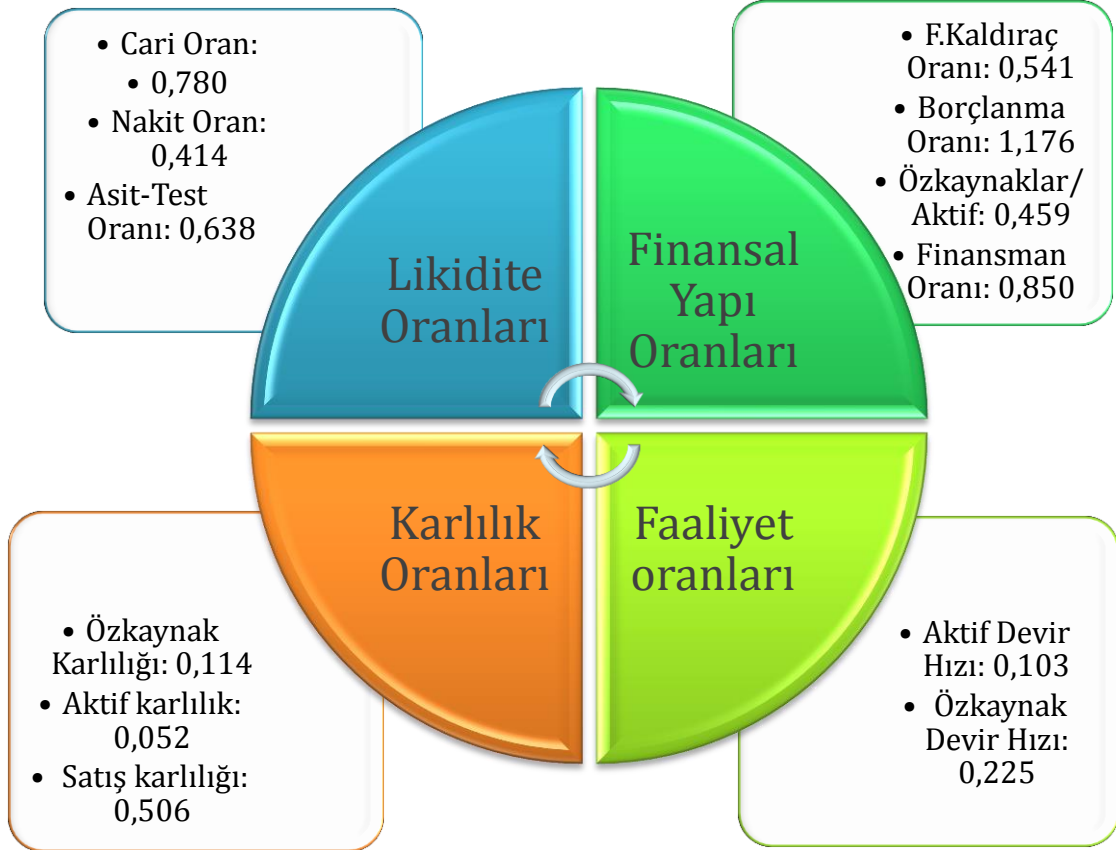 • Cari Oran:
• 0,780
• Nakit Oran:
0,414
• Asit-Test
Oranı: 0,638
• F.Kaldıraç
Oranı: 0,541
• Borçlanma
Oranı: 1,176
• Özkaynaklar/
Aktif: 0,459
• Finansman
Oranı: 0,850
Likidite
Oranları
Finansal
Yapı
Oranları
Karlılık
Oranları
Faaliyet
oranları
• Özkaynak
Karlılığı: 0,114
• Aktif karlılık:
0,052
• Satış karlılığı:
0,506
• Aktif Devir
Hızı: 0,103
• Özkaynak
Devir Hızı:
0,225